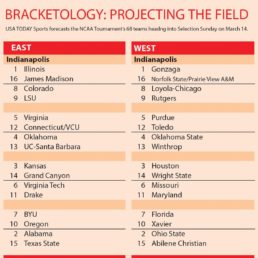 BRACKETOLOGY: PROJECTING THE FIELD
USA TODAY Sports forecasts the NCAA Tournament's 68 teams heading into Selection Sunday on March 14.
EAST
Indianapolis
1 Illinois
16 James Madison
8 Colorado
9 LSU
5 Virginia
12 Connecticut/VCU
4 Oklahoma
13 UC-Santa Barbara
3 Kansas
14 Grand Canyon
6 Virginia Tech
11 Drake
7 BYU
10 Oregon
2 Alabama
15 Texas State
WEST
Indianapolis
1 Gonzaga
16 Norfolk State/Prairie View A&M
8 Loyola-Chicago
9 Rutgers
5 Purdue
12 Toledo
4 Oklahoma State
13 Winthrop
3 Houston
14 Wright State
6 Missouri
11 Maryland
7 Florida
10 Xavier
2 Ohio State
15 Abilene Christian